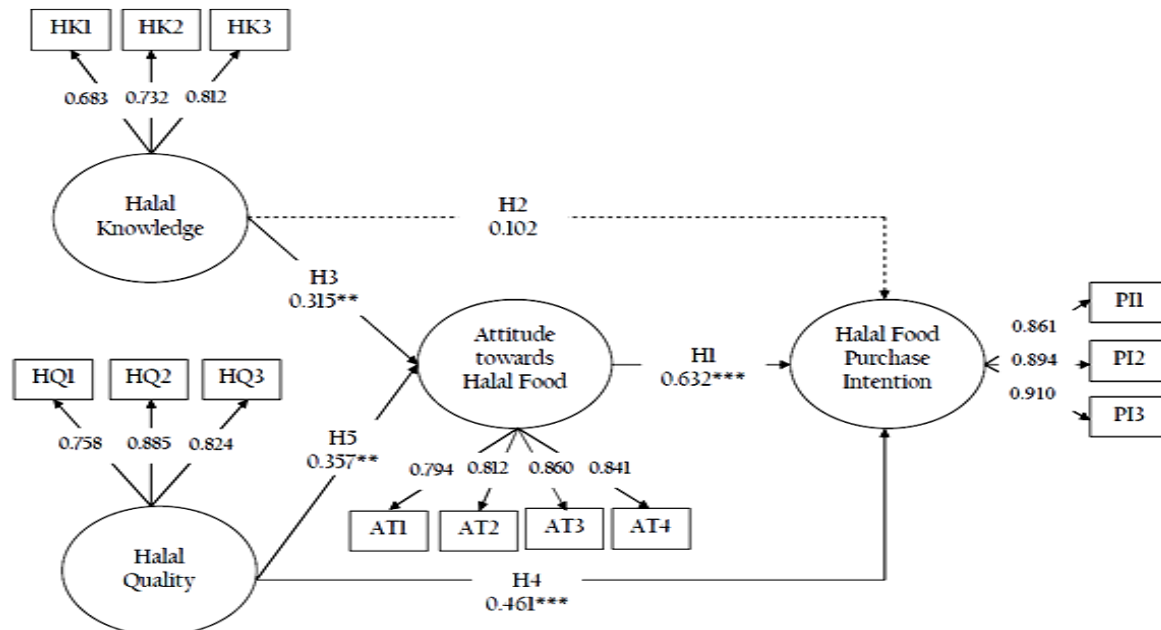 HK1 HK2 HK3
0.683 0.732 0.812
Halal
Knowledge
H2
0.102
H3
0.315**
Attitude
towards
Halal Food
H1
0.632***
Halal Food
Purchase
Intention
PI1
0.861
0.894 PI2
0.910
PI3
HQ1 HQ2 HQ3
0.758 0.885 0.824
H5
0.357**
0.794 0.812 0.860 0.841
AT1 AT2 AT3 AT4
Halal
Quality
H4
0.461***